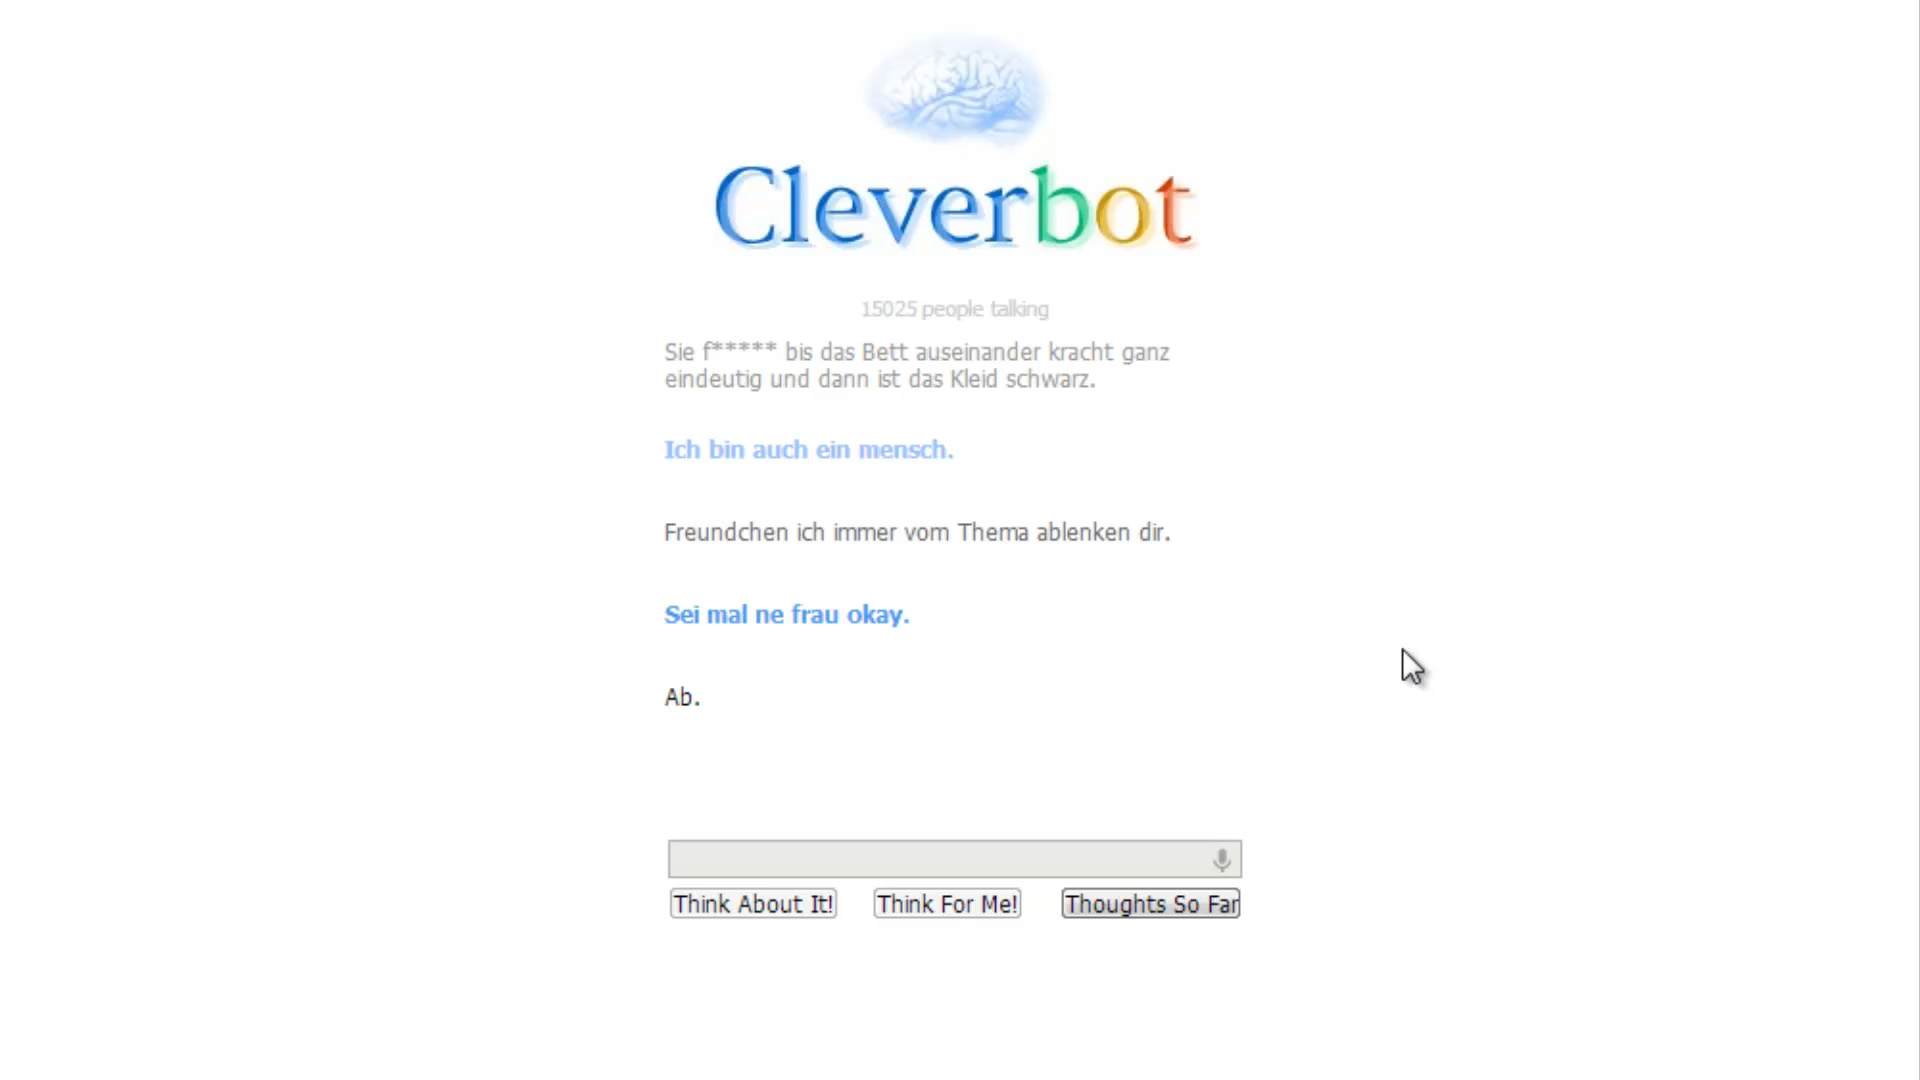 Cleverbot
15025 people talking
Sie f***** bis das Bett auseinander kracht ganz
eindeutig und dann ist das Kleid schwarz.
Ich bin auch ein mensch.
Freundchen ich immer vom Thema ablenken dir.
Sei mal ne frau okay.
Ab.
Think About It! Think For Me! Thoughts So Far